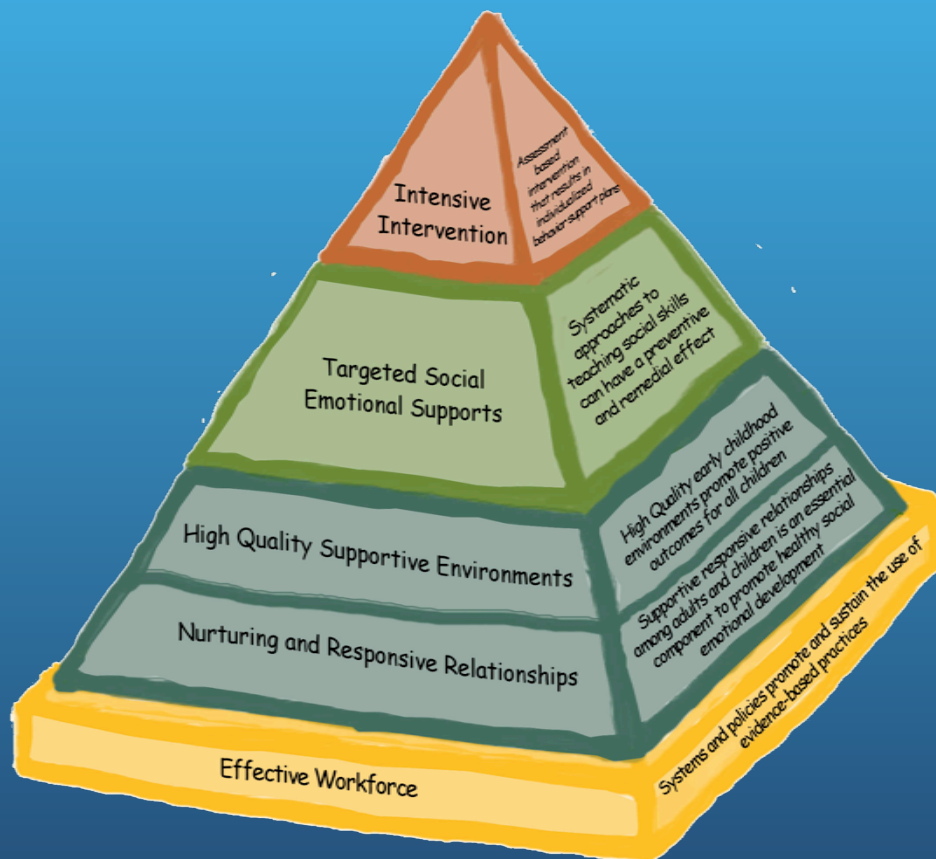 Intensive
Intervention
Assessment
based
intervention
that results in
individualized
behavior support plans
Targeted Social
Emotional Supports
Systematic
approaches to
teaching social skills
can have a preventive
and remedial effect
High Quality Supportive Environments
High Quality early childhood
environments promote positive
outcomes for all children
Nurturing and Responsive Relationships
Supportive responsive relationships
among adults and children is an essential
component to promote healthy social
emotional development
Effective Workforce
Systems and policies promote and sustain the use of
evidence-based practices